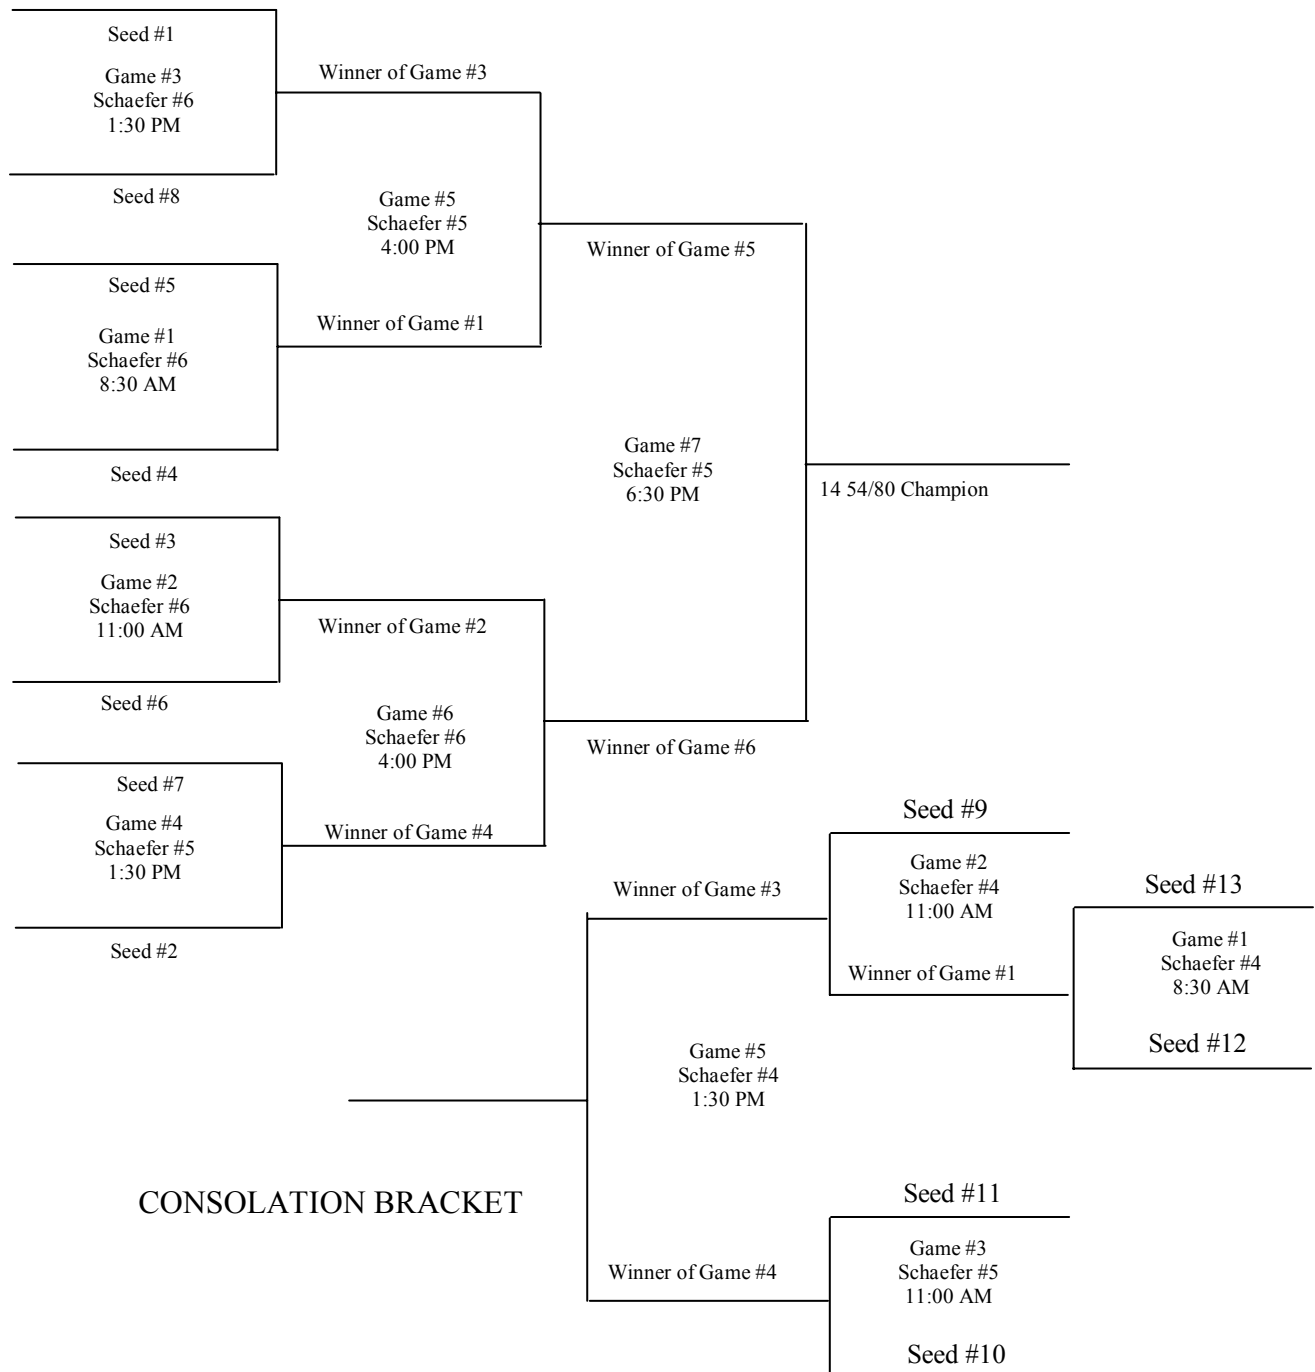 Seed #1
Game #3
Schaefer #6
1:30 PM
Seed #8
Winner of Game #3
Game #5
Schaefer #5
4:00 PM
Seed #5
Game #1
Schaefer #6
8:30 AM
Seed #4
Winner of Game #1
Winner of Game #5
Game #7
Schaefer #5
6:30 PM
14 54/80 Champion
Seed #3
Game #2
Schaefer #6
11:00 AM
Seed #6
Winner of Game #2
Game #6
Schaefer #6
4:00 PM
Winner of Game #6
Seed #7
Game #4
Schaefer #5
1:30 PM
Seed #2
Winner of Game #4
Seed #9
Game #2
Schaefer #4
11:00 AM
Winner of Game #3
Winner of Game #1
Seed #13
Game #1
Schaefer #4
8:30 AM
Seed #12
Game #5
Schaefer #4
1:30 PM
CONSOLATION BRACKET
Seed #11
Game #3
Schaefer #5
11:00 AM
Winner of Game #4
Seed #10